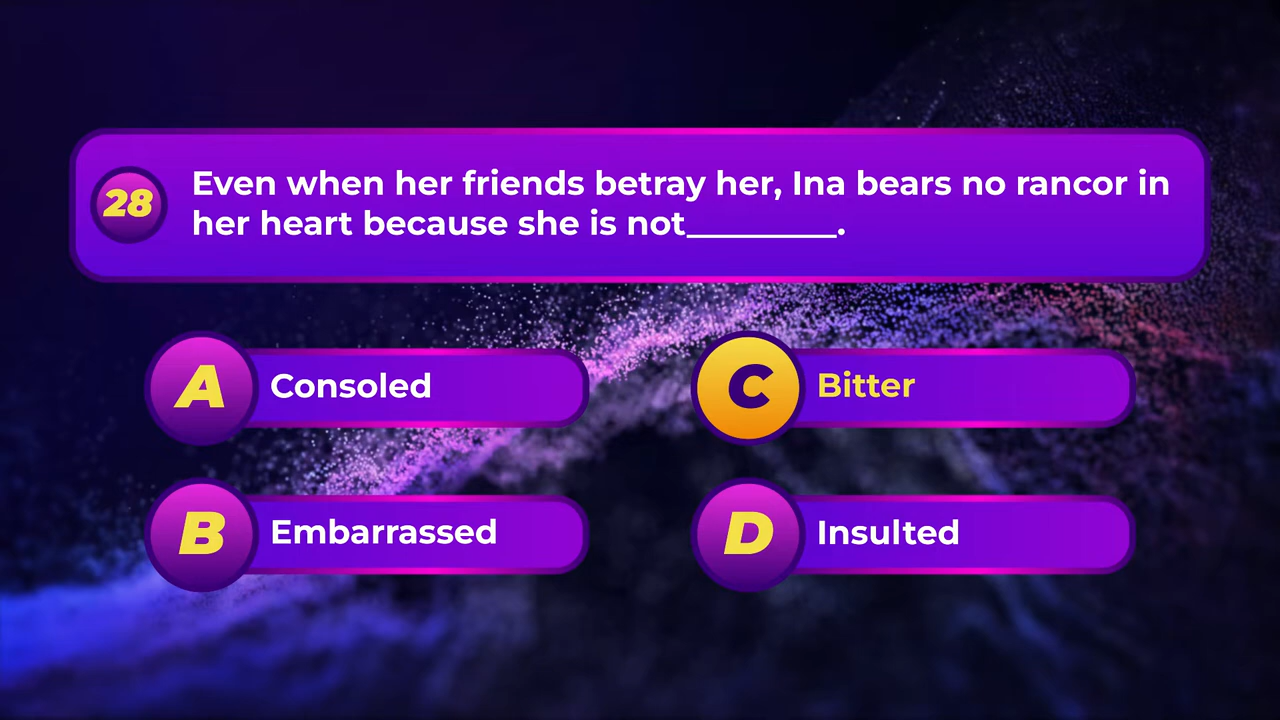 28
Even when her friends betray her, Ina bears no rancor in
her heart because she is not_________.
A Consoled
B Embarrassed
C Bitter
D Insulted